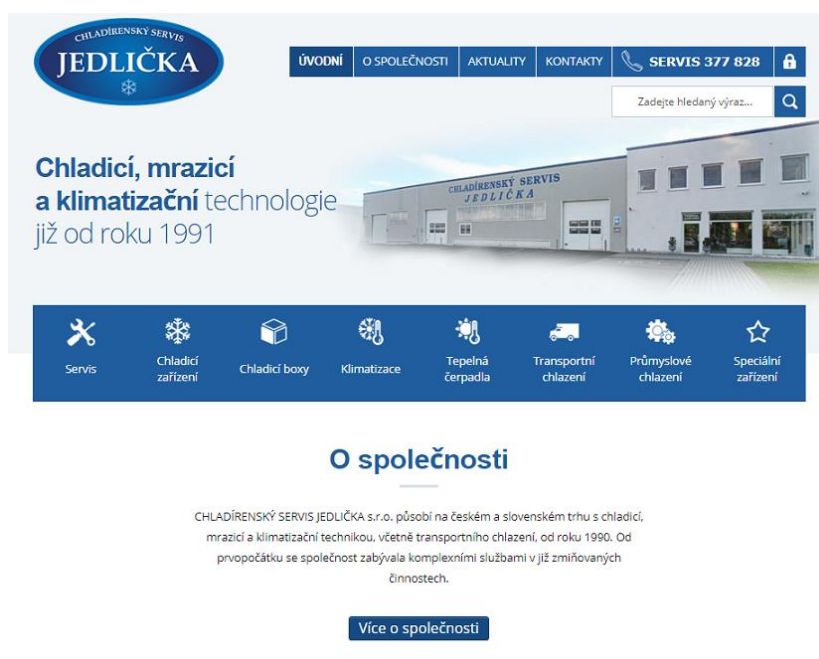 CHLADÍRENSKÝ SERVIS
JEDLIČKA
ÚVODNÍ
O SPOLEČNOSTI
AKTUALITY
KONTAKTY
SERVIS 377 828
Zadejte hledaný výraz...
Chladicí, mrazicí
a klimatizační technologie
již od roku 1991
CHLADÍRENSKÝ SERVIS
JEDLIČKA
Servis
Chladicí
zařízení
Chladicí boxy
Klimatizace
Tepelná
čerpadla
Transportní
chlazení
Průmyslové
chlazení
Speciální
zařízení
O společnosti
CHLADÍRENSKÝ SERVIS JEDLIČKA s.r.o. působí na českém a slovenském trhu s chladicí,
mrazicí a klimatizační technikou, včetně transportního chlazení, od roku 1990. Od
prvopočátku se společnost zabývala komplexními službami v již zmiňovaných
činnostech.
Více o společnosti